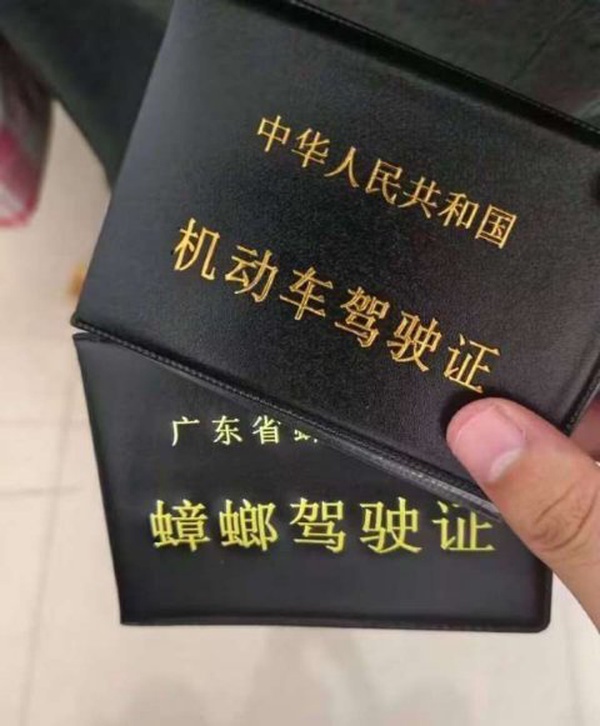 中华人民共和国
机动车驾驶证
广东省
蟑螂驾驶证